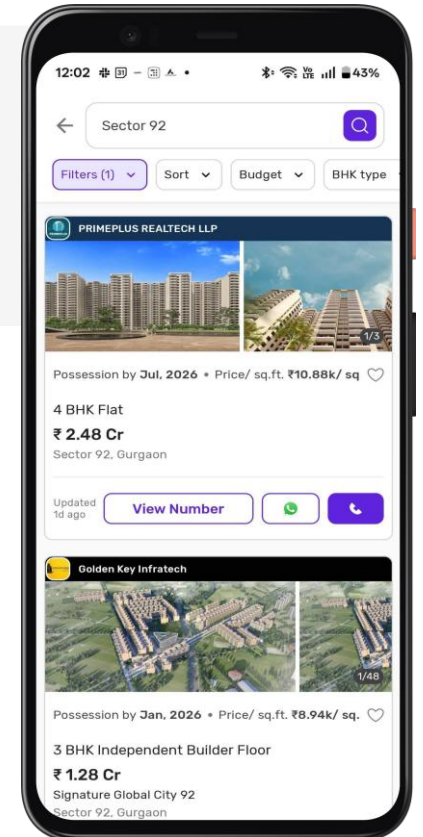 12:02
31
Vo LTE
43%
Sector 92
Filters (1)
Sort
Budget
BHK type
PRIMEPLUS REALTECH LLP
1/3
Possession by Jul, 2026 • Price/ sq.ft. ₹10.88k/ sq
4 BHK Flat
₹ 2.48 Cr
Sector 92, Gurgaon
Updated
1d ago
View Number
Golden Key Infratech
1/48
Possession by Jan, 2026 • Price/ sq.ft. ₹8.94k/ sq.
3 BHK Independent Builder Floor
₹ 1.28 Cr
Signature Global City 92
Sector 92, Gurgaon